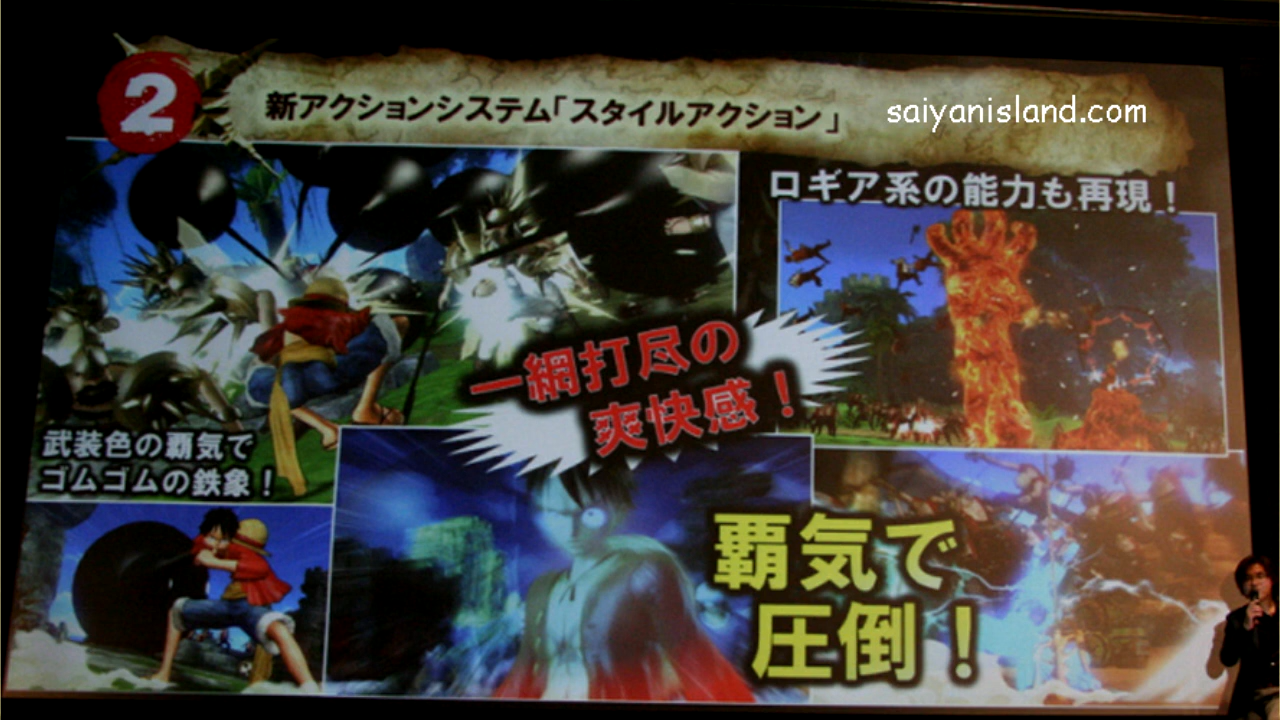 2
新アクションシステム「スタイルアクション」
saiyanisland.com
ロギア系の能力も再現！
一網打尽の
爽快感！
武装色の覇気で
ゴムゴムの鉄象！
覇気で
圧倒！